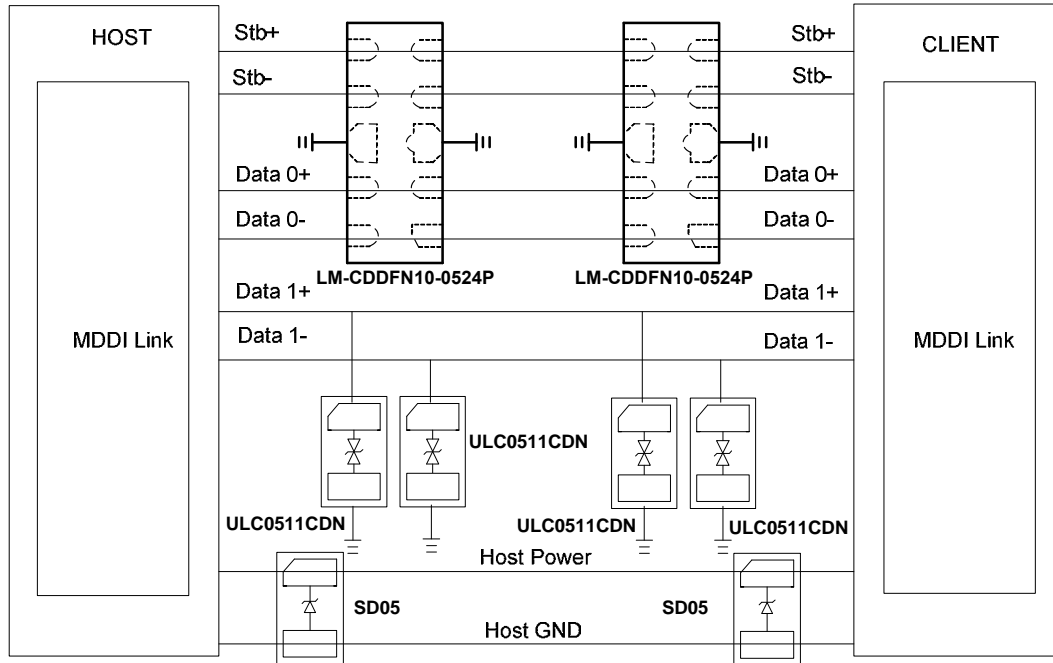 HOST
Stb+
Stb+
CLIENT
Stb-
Stb-
Data 0+
Data 0+
Data 0-
Data 0-
LM-CDDFN10-0524P
LM-CDDFN10-0524P
Data 1+
Data 1+
MDDI Link
Data 1-
Data 1-
MDDI Link
ULC0511CDN
ULC0511CDN
ULC0511CDN
ULC0511CDN
Host Power
SD05
SD05
Host GND